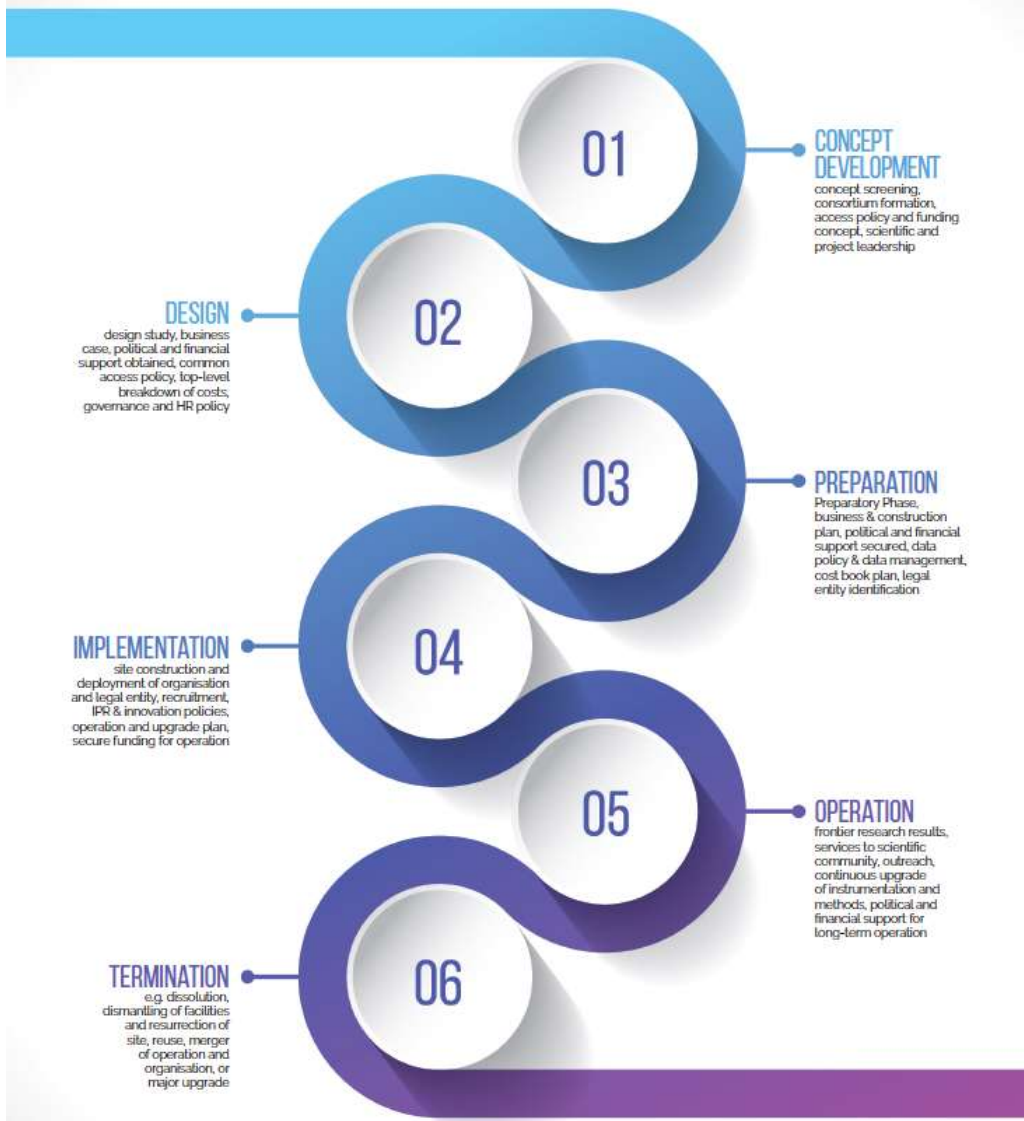 01
CONCEPT
DEVELOPMENT
concept screening,
consortium formation,
access policy and funding
concept, scientific and
project leadership
02
DESIGN
design study, business
case, political and financial
support obtained, common
access policy, top-level
breakdown of costs,
governance and HR policy
03
PREPARATION
Preparatory Phase,
business & construction
plan, political and financial
support secured, data
policy & data management,
cost book plan, legal
entity identification
04
IMPLEMENTATION
site construction and
deployment of organisation
and legal entity, recruitment,
IPR & innovation policies,
operation and upgrade plan,
secure funding for operation
05
OPERATION
frontier research results,
services to scientific
community, outreach,
continuous upgrade
of instrumentation and
methods, political and
financial support for
long-term operation
06
TERMINATION
e.g. dissolution,
dismantling of facilities
and resurrection of
site, reuse, merger
of operation and
organisation, or
major upgrade